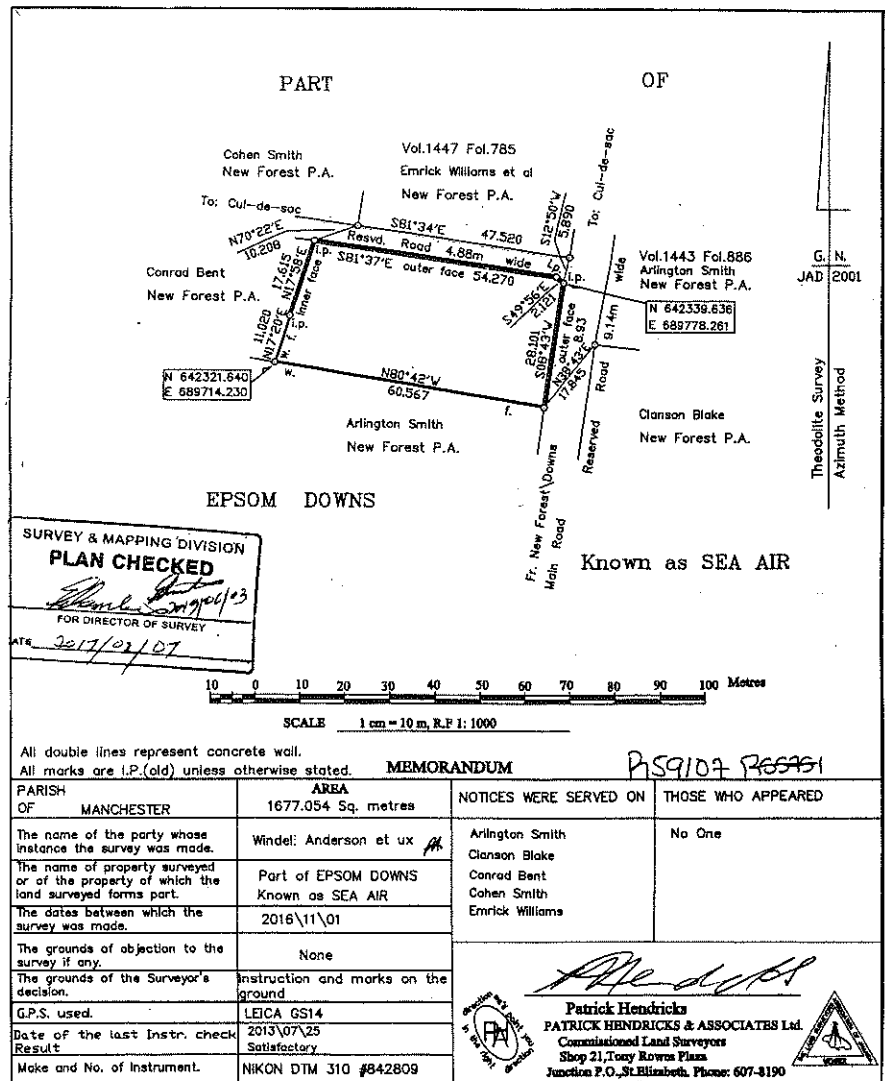 PART OF
Cohen Smith
New Forest P.A.
Vol.1447 Fol.785
Emrick Williams et al
New Forest P.A.
To: Cul-de-sac
To: Cul-de-sac
S12°50'W
5.890
S81°34'E 47.520
N70°22'E
10.208
Resvd. Road 4.88m wide
i.p.
i.p.
i.p.
S81°37'E outer face
54.270
Vol.1443 Fol.886
Arlington Smith
New Forest P.A.
G. N.
JAD 2001
Conrad Bent
New Forest P.A.
17.615
N17°58'E
inner face
S49°56'E
2.121
N 642339.636
E 689778.261
9.14m wide
28.101
S08°43'W
outer face
8.93
N38°43'E
17.845
11.020
N17°20'E
w. f.
i.p.
w.
N80°42'W
60.567
f.
N 642321.640
E 689714.230
Reserved Road
Arlington Smith
New Forest P.A.
Clanson Blake
New Forest P.A.
Theodolite Survey
Azimuth Method
EPSOM DOWNS
Fr. New Forest\Downs
Main Road
Known as SEA AIR
SURVEY & MAPPING DIVISION
PLAN CHECKED
FOR DIRECTOR OF SURVEY
ATE 2017/02/07
10 0 10 20 30 40 50 60 70 80 90 100 Metres
SCALE 1 cm = 10 m, R.F 1: 1000
All double lines represent concrete wall.
All marks are I.P.(old) unless otherwise stated.
MEMORANDUM
PARISH
OF MANCHESTER
AREA
1677.054 Sq. metres
NOTICES WERE SERVED ON
THOSE WHO APPEARED
The name of the party whose
instance the survey was made.
Windell Anderson et ux
Arlington Smith
Clanson Blake
Conrad Bent
Cohen Smith
Emrick Williams
No One
The name of property surveyed
or of the property of which the
land surveyed forms part.
Part of EPSOM DOWNS
Known as SEA AIR
The dates between which the
survey was made.
2016\11\01
The grounds of objection to the
survey if any.
None
The grounds of the Surveyor's
decision.
instruction and marks on the
ground
G.P.S. used.
LEICA GS14
Date of the last Instr. check
Result
2013\07\25
Satisfactory
Make and No. of Instrument.
NIKON DTM 310 #842809
direction may point you
in the right direction
Patrick Hendricks
PATRICK HENDRICKS & ASSOCIATES Ltd.
Commissioned Land Surveyors
Shop 21,Tony Rowns Plaza
Junction P.O.,St.Elizabeth, Phone: 607-8190